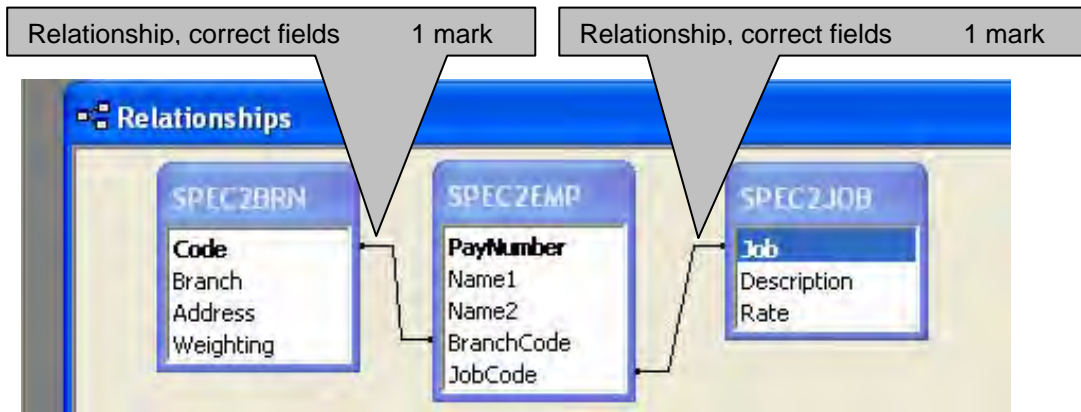 Relationship, correct fields 1 mark
Relationship, correct fields 1 mark
Relationships
SPEC2BRN
Code
Branch
Address
Weighting
SPEC2EMP
PayNumber
Name1
Name2
BranchCode
JobCode
SPEC2JOB
Job
Description
Rate